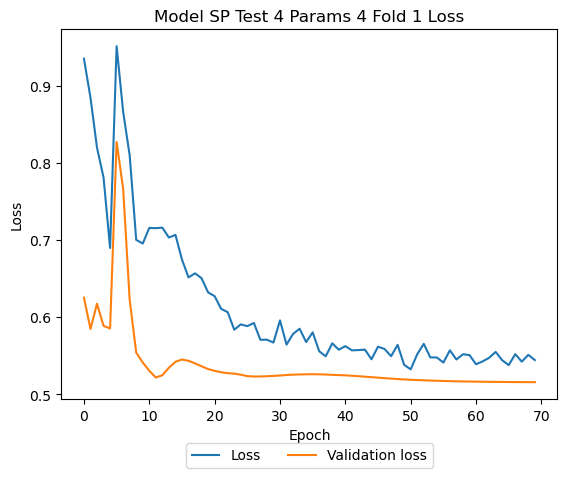 Model SP Test 4 Params 4 Fold 1 Loss
Loss
0.9
0.8
0.7
0.6
0.5
0 10 20 30 40 50 60 70
Epoch
Loss Validation loss